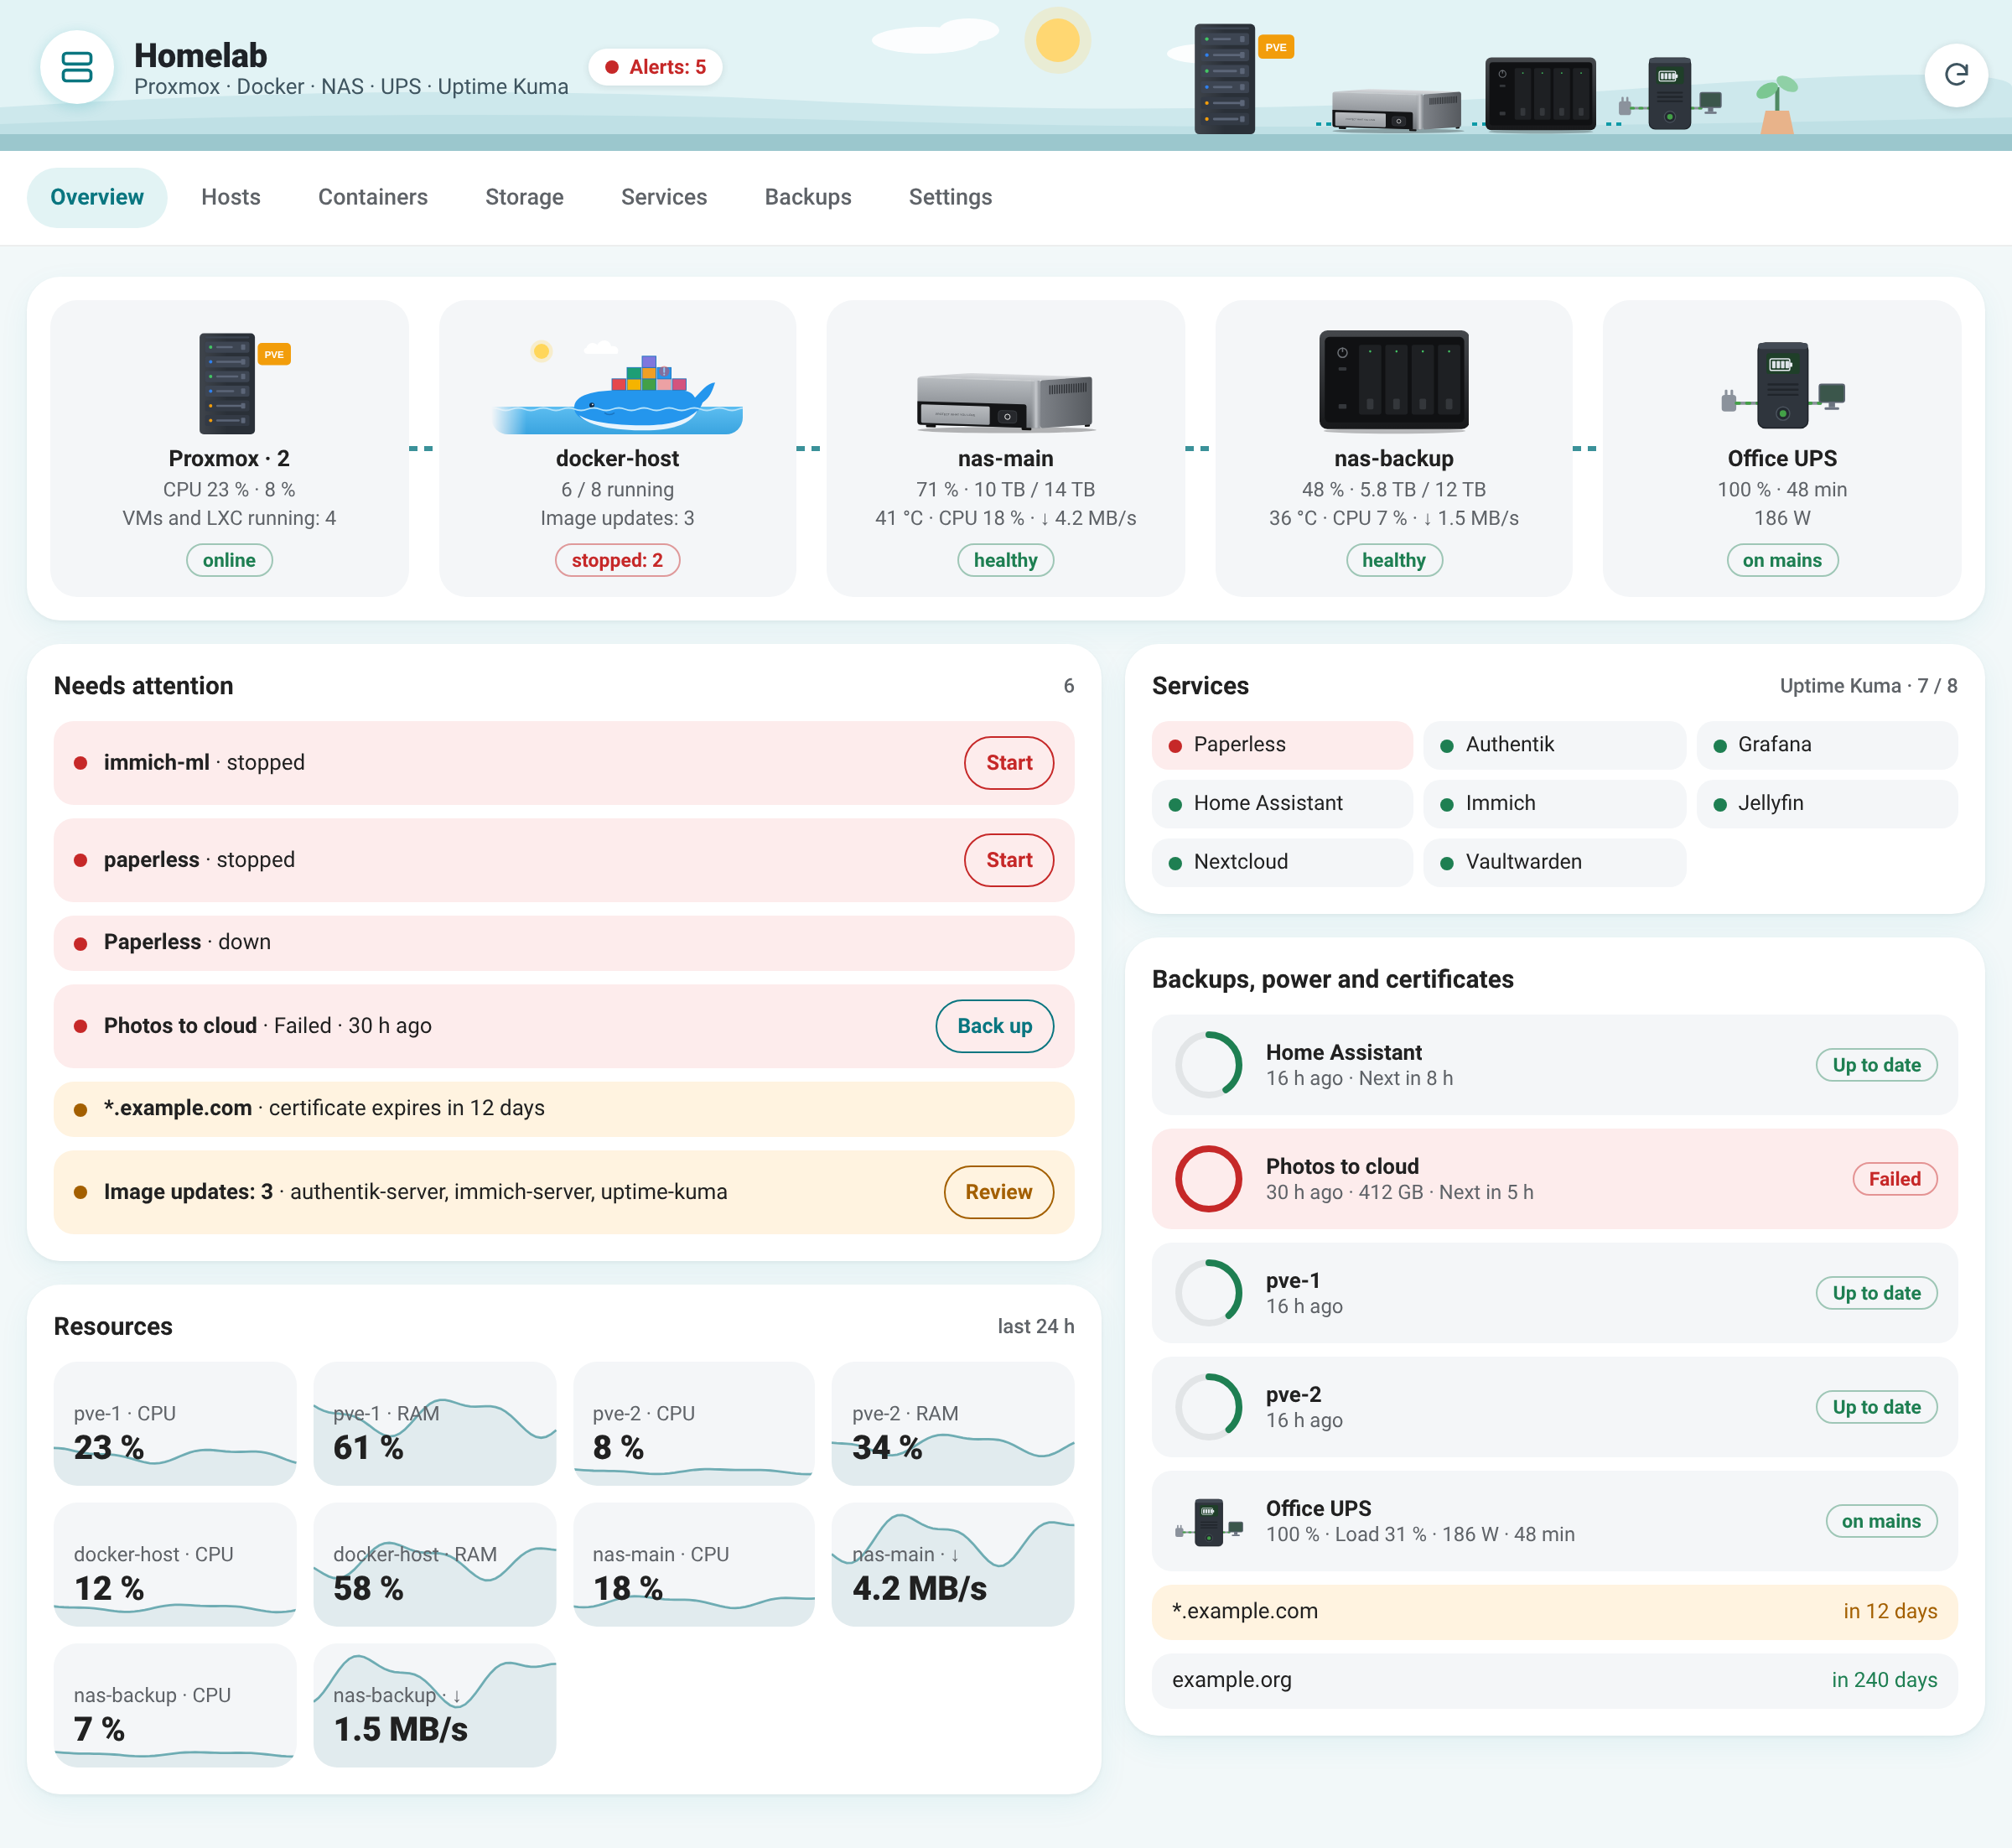 Homelab
Proxmox · Docker · NAS · UPS · Uptime Kuma
Alerts: 5
PVE
Overview
Hosts
Containers
Storage
Services
Backups
Settings
PVE
Proxmox · 2
CPU 23 % · 8 %
VMs and LXC running: 4
online
docker-host
6 / 8 running
Image updates: 3
stopped: 2
nas-main
71 % · 10 TB / 14 TB
41 °C · CPU 18 % · ↓ 4.2 MB/s
healthy
nas-backup
48 % · 5.8 TB / 12 TB
36 °C · CPU 7 % · ↓ 1.5 MB/s
healthy
Office UPS
100 % · 48 min
186 W
on mains
Needs attention
6
immich-ml · stopped
Start
paperless · stopped
Start
Paperless · down
Photos to cloud · Failed · 30 h ago
Back up
*.example.com · certificate expires in 12 days
Image updates: 3 · authentik-server, immich-server, uptime-kuma
Review
Resources
last 24 h
pve-1 · CPU
23 %
pve-1 · RAM
61 %
pve-2 · CPU
8 %
pve-2 · RAM
34 %
docker-host · CPU
12 %
docker-host · RAM
58 %
nas-main · CPU
18 %
nas-main · ↓
4.2 MB/s
nas-backup · CPU
7 %
nas-backup · ↓
1.5 MB/s
Services
Uptime Kuma · 7 / 8
Paperless
Authentik
Grafana
Home Assistant
Immich
Jellyfin
Nextcloud
Vaultwarden
Backups, power and certificates
Home Assistant
16 h ago · Next in 8 h
Up to date
Photos to cloud
30 h ago · 412 GB · Next in 5 h
Failed
pve-1
16 h ago
Up to date
pve-2
16 h ago
Up to date
Office UPS
100 % · Load 31 % · 186 W · 48 min
on mains
*.example.com
in 12 days
example.org
in 240 days